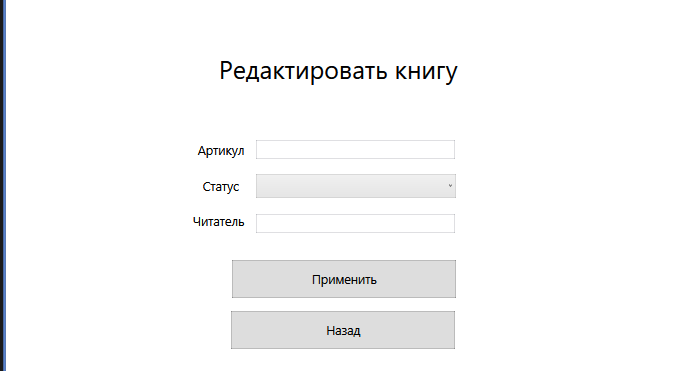 Редактировать книгу
Артикул
Статус
Читатель
Применить
Назад